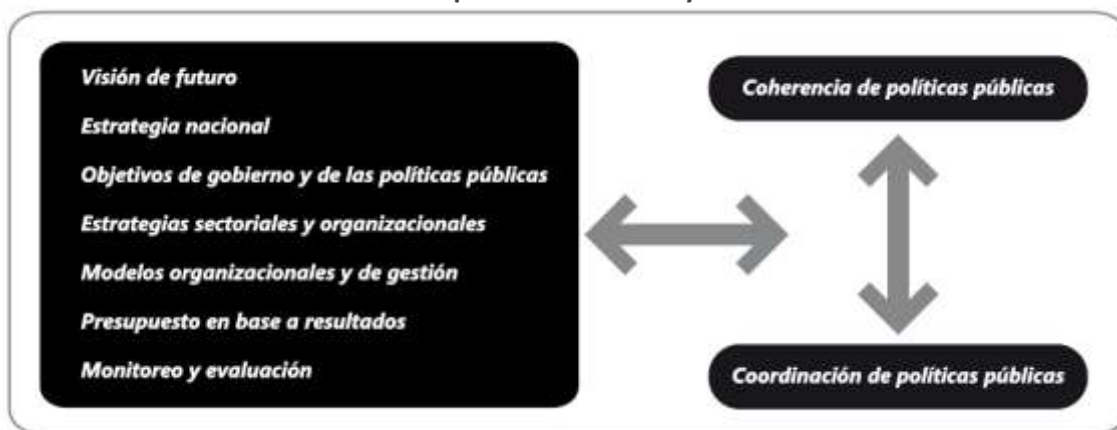 Visión de futuro
Estrategia nacional
Objetivos de gobierno y de las políticas públicas
Estrategias sectoriales y organizacionales
Modelos organizacionales y de gestión
Presupuesto en base a resultados
Monitoreo y evaluación
Coherencia de políticas públicas
Coordinación de políticas públicas